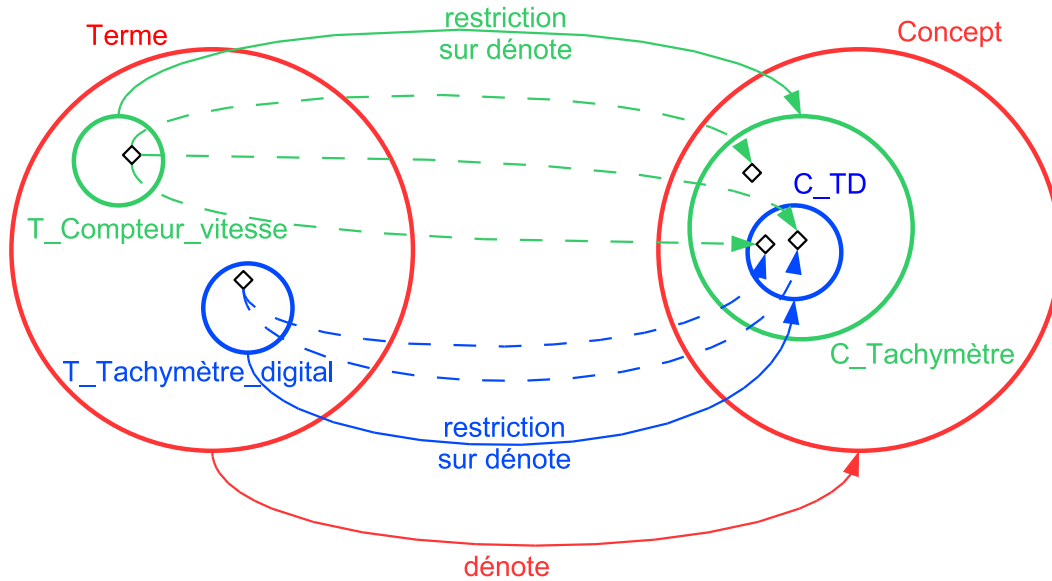 restriction
sur dénote
Terme
Concept
C_TD
T_Compteur_vitesse
C_Tachymètre
T_Tachymètre_digital
restriction
sur dénote
dénote